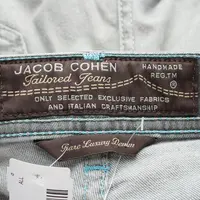 JACOB COHEN
HANDMADE
Tailored Jeans
REG.TM
®
ONLY SELECTED EXCLUSIVE FABRICS
AND ITALIAN CRAFTSMANSHIP
Rare Luxury Denim